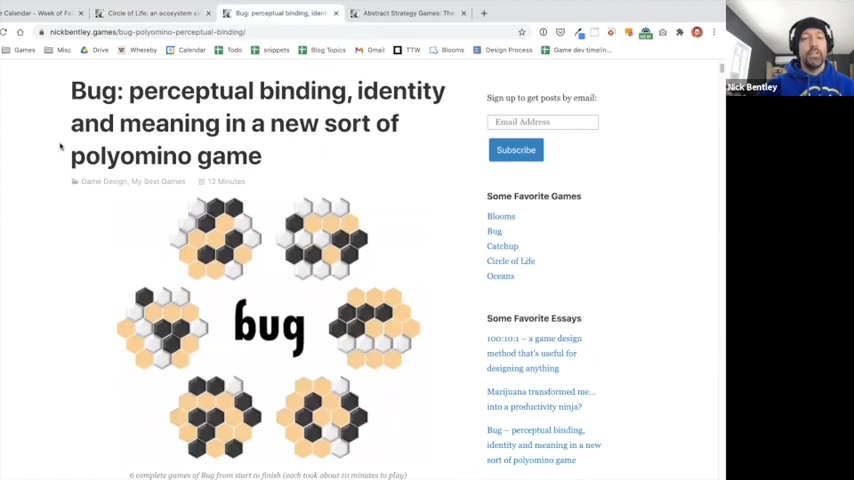 e Calendar - Week of Fe
Circle of Life: an ecosystem si
Bug: perceptual binding, ident
Abstract Strategy Games: The
nickbentley.games/bug-polyomino-perceptual-binding/
Games
Misc
Drive
Whereby
Calendar
Todo
snippets
Blog Topics
Gmail
TTW
Blooms
Design Process
Game dev timelin...
NEW
Nick Bentley
Bug: perceptual binding, identity
and meaning in a new sort of
polyomino game
Game Design, My Best Games
12 Minutes
bug
6 complete games of Bug from start to finish (each took about 10 minutes to play)
Sign up to get posts by email:
Email Address
Subscribe
Some Favorite Games
Blooms
Bug
Catchup
Circle of Life
Oceans
Some Favorite Essays
100:10:1 – a game design
method that's useful for
designing anything
Marijuana transformed me…
into a productivity ninja?
Bug – perceptual binding,
identity and meaning in a new
sort of polyomino game